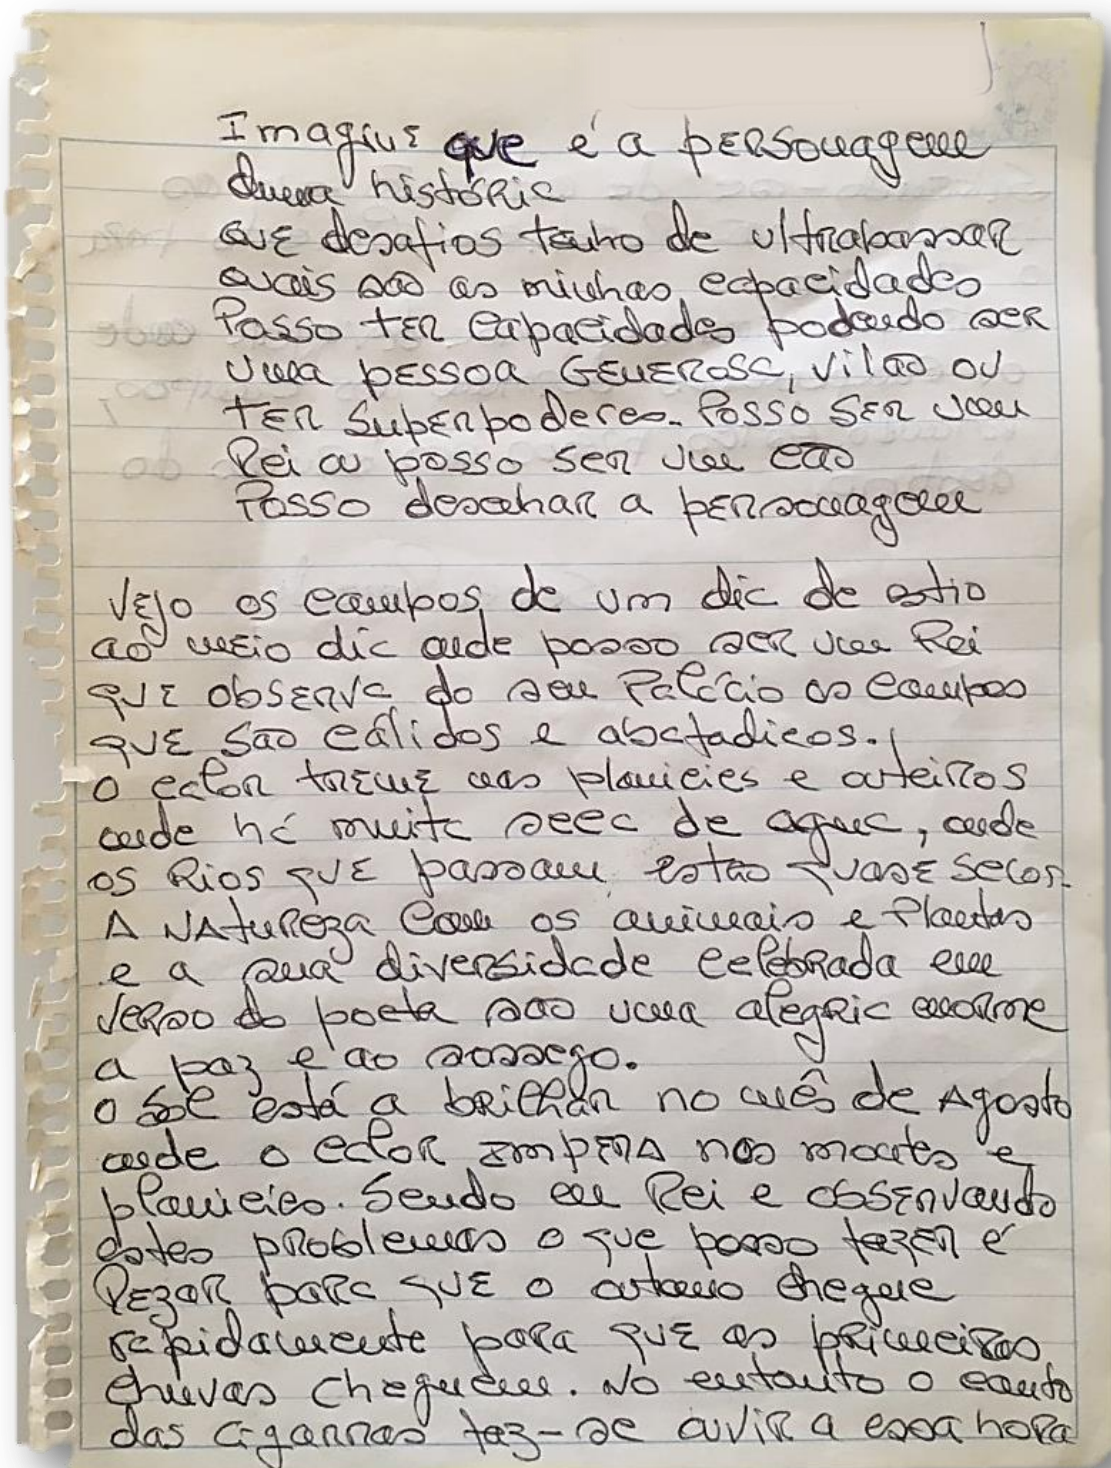 Imagine que é a personagem
duma história
que desafios tenho de ultrapassar
quais são as minhas capacidades
Posso ter capacidades podendo ser
uma pessoa generosa, vilão ou
ter superpoderes. Posso ser um
Rei ou posso ser um cão
Posso desenhar a personagem
Vejo os campos de um dia de estio
ao meio dia onde posso ser um Rei
que observa do seu Palácio os campos
que são cálidos e abafadicos.
O calor treme nas planicies e outeiros
onde há muita seca de agua, onde
os Rios que passam estão quase secos.
A Natureza com os animais e Plantas
e a sua diversidade celebrada em
verso do poeta são uma alegria enorme
a paz e ao sossego.
O Sol está a brilhar no mês de Agosto
onde o calor impera nos montes e
planicies. Sendo eu Rei e observando
estes problemas o que posso fazer é
Rezar para que o outono chegue
rapidamente para que as primeiras
chuvas cheguem. No entanto o canto
das cigarras faz-se ouvir a essa hora